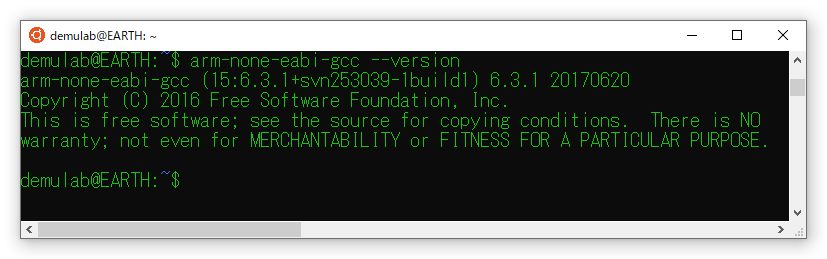 demulab@EARTH: ~
demulab@EARTH:~$ arm-none-eabi-gcc --version
arm-none-eabi-gcc (15:6.3.1+svn253039-1build1) 6.3.1 20170620
Copyright (C) 2016 Free Software Foundation, Inc.
This is free software; see the source for copying conditions.  There is NO
warranty; not even for MERCHANTABILITY or FITNESS FOR A PARTICULAR PURPOSE.
demulab@EARTH:~$